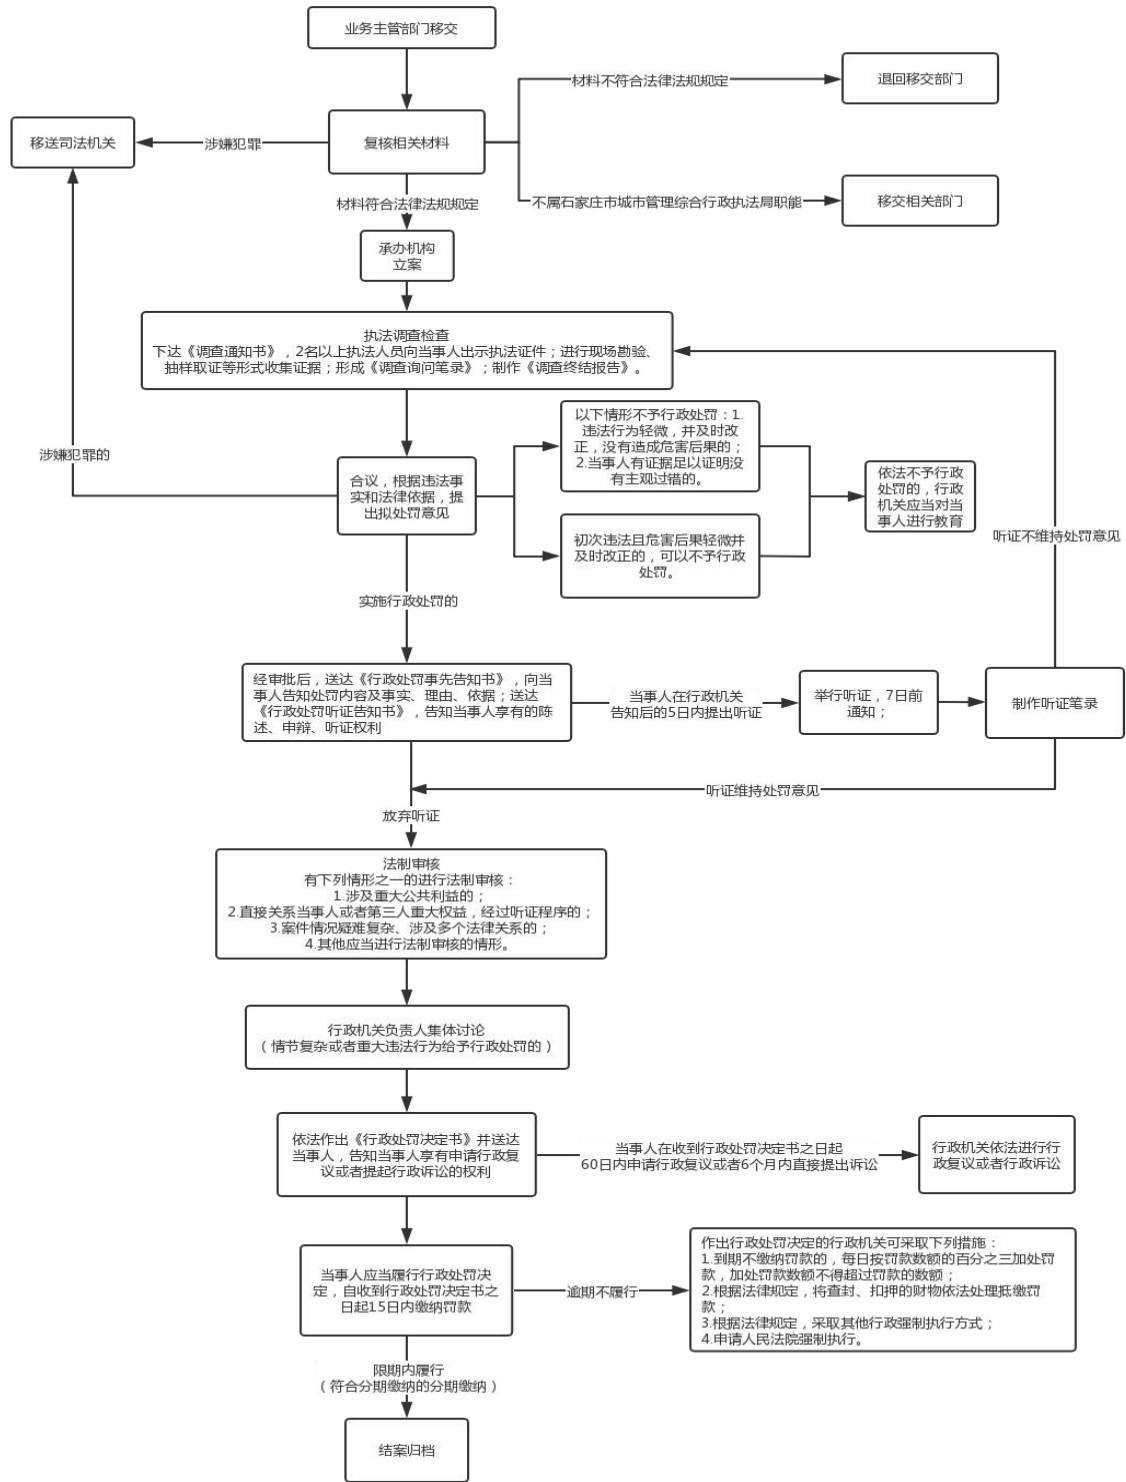 业务主管部门移交
材料不符合法律法规规定
退回移交部门
移送司法机关
涉嫌犯罪
复核相关材料
材料符合法律法规规定
不属石家庄市城市管理综合行政执法局职能
移交相关部门
承办机构
立案
执法调查检查
下达《调查通知书》，2名以上执法人员向当事人出示执法证件；进行现场勘验、
抽样取证等形式收集证据；形成《调查询问笔录》；制作《调查终结报告》。
涉嫌犯罪的
合议，根据违法事
实和法律依据，提
出拟处罚意见
以下情形不予行政处罚：1.
违法行为轻微，并及时改
正，没有造成危害后果的；
2.当事人有证据足以证明没
有主观过错的。
初次违法且危害后果轻微并
及时改正的，可以不予行政
处罚。
依法不予行政
处罚的，行政
机关应当对当
事人进行教育
听证不维持处罚意见
实施行政处罚的
经审批后，送达《行政处罚事先告知书》，向当
事人告知处罚内容及事实、理由、依据；送达
《行政处罚听证告知书》，告知当事人享有的陈
述、申辩、听证权利
当事人在行政机关
告知后的5日内提出听证
举行听证，7日前
通知；
制作听证笔录
听证维持处罚意见
放弃听证
法制审核
有下列情形之一的进行法制审核：
1.涉及重大公共利益的；
2.直接关系当事人或者第三人重大权益，经过听证程序的；
3.案件情况疑难复杂、涉及多个法律关系的；
4.其他应当进行法制审核的情形。
行政机关负责人集体讨论
（情节复杂或者重大违法行为给予行政处罚的）
依法作出《行政处罚决定书》并送达
当事人，告知当事人享有申请行政复
议或者提起行政诉讼的权利
当事人在收到行政处罚决定书之日起
60日内申请行政复议或者6个月内直接提出诉讼
行政机关依法进行行
政复议或者行政诉讼
当事人应当履行行政处罚决
定，自收到行政处罚决定书之
日起15日内缴纳罚款
逾期不履行
作出行政处罚决定的行政机关可采取下列措施：
1.到期不缴纳罚款的，每日按罚款数额的百分之三加处罚
款，加处罚款数额不得超过罚款的数额；
2.根据法律规定，将查封、扣押的财物依法处理抵缴罚
款；
3.根据法律规定，采取其他行政强制执行方式；
4.申请人民法院强制执行。
限期内履行
（符合分期缴纳的分期缴纳）
结案归档